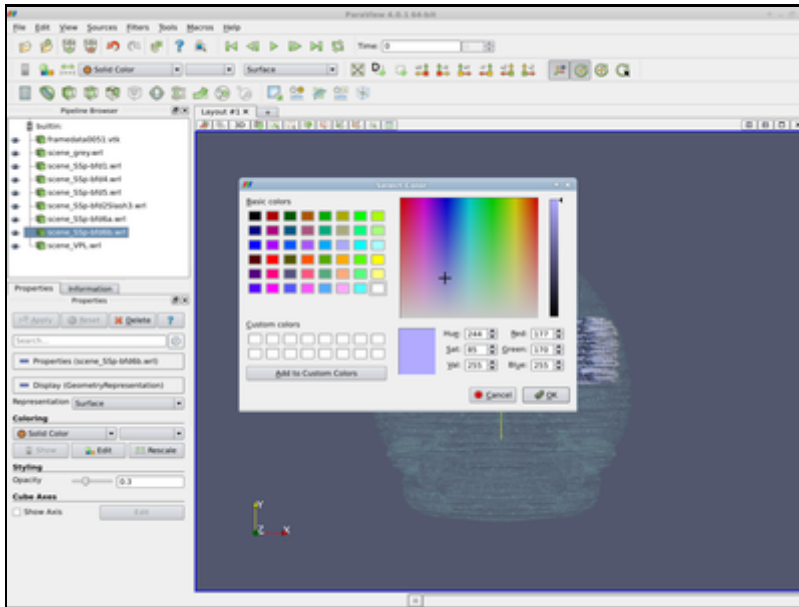 ParaView 4.0.1 64-bit
File Edit View Sources Filters Tools Macros Help
Time: 0
Solid Color Surface
Pipeline Browser
Layout #1
builtin:
3D
framedata0051.vtk
scene_grey.wrl
scene_SSp-bfd1.wrl
scene_SSp-bfd4.wrl
scene_SSp-bfd5.wrl
scene_SSp-bfd2Slash3.wrl
scene_SSp-bfd6a.wrl
scene_SSp-bfd6b.wrl
scene_VPL.wrl
Select Color
Basic colors
Properties Information
Properties
Apply Reset Delete ?
Search...
Properties (scene_SSp-bfd6b.wrl)
Display (GeometryRepresentation)
Representation Surface
Coloring
Solid Color
Show Edit Rescale
Styling
Opacity 0.3
Cube Axes
Show Axis Edit
Custom colors
Add to Custom Colors
Hue: 244 Red: 177
Sat: 85 Green: 170
Val: 255 Blue: 255
Cancel OK
Y
Z X